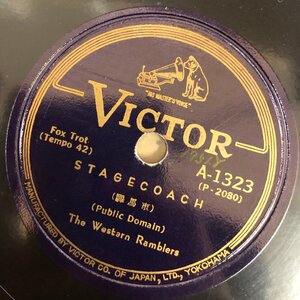 "HIS MASTER'S VOICE"
VICTOR
Fox Trot
(Tempo 42)
A-1323
(P-2080)
STAGECOACH
(驛馬車)
(Public Domain)
The Western Ramblers
MANUFACTURED BY VICTOR CO. OF JAPAN, LTD., YOKOHAMA